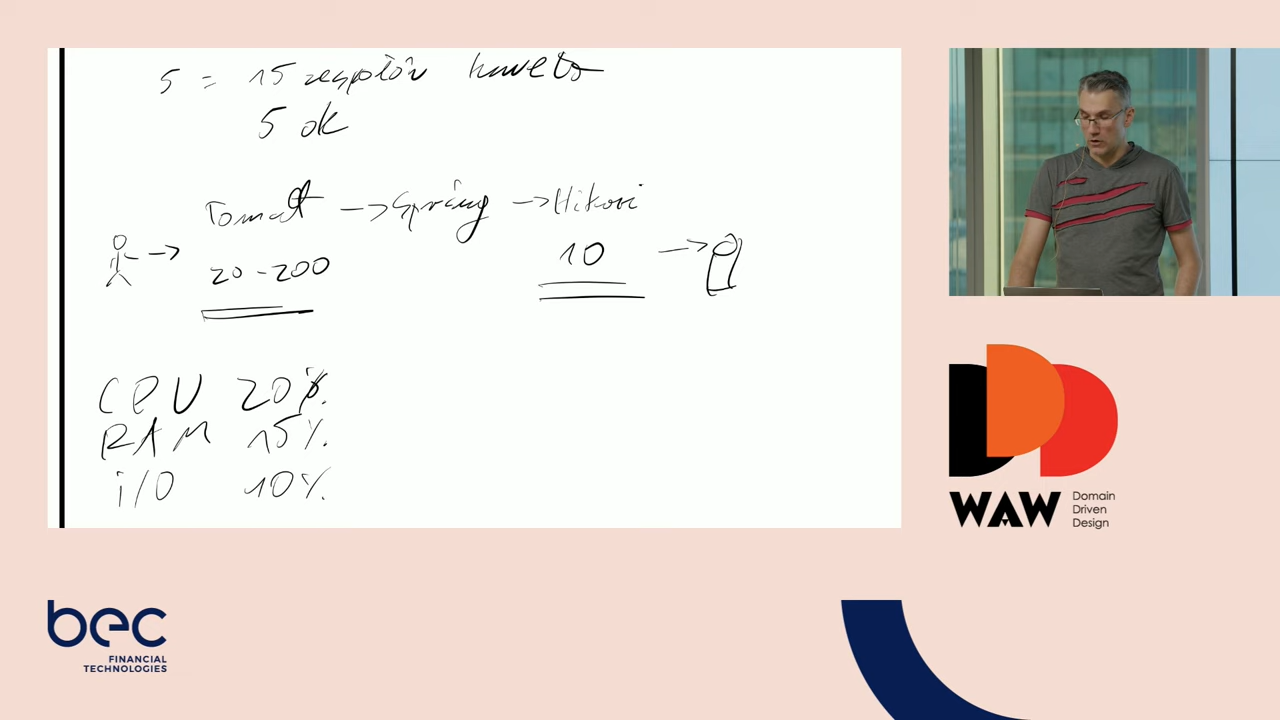 5 = 15 zespołów
5 ok
Tomcat → Spring → Hikari
→ 20-200 10 →
CPU 20%
RAM 15%
i/O 10%
WAW Domain
Driven
Design
bec
FINANCIAL
TECHNOLOGIES